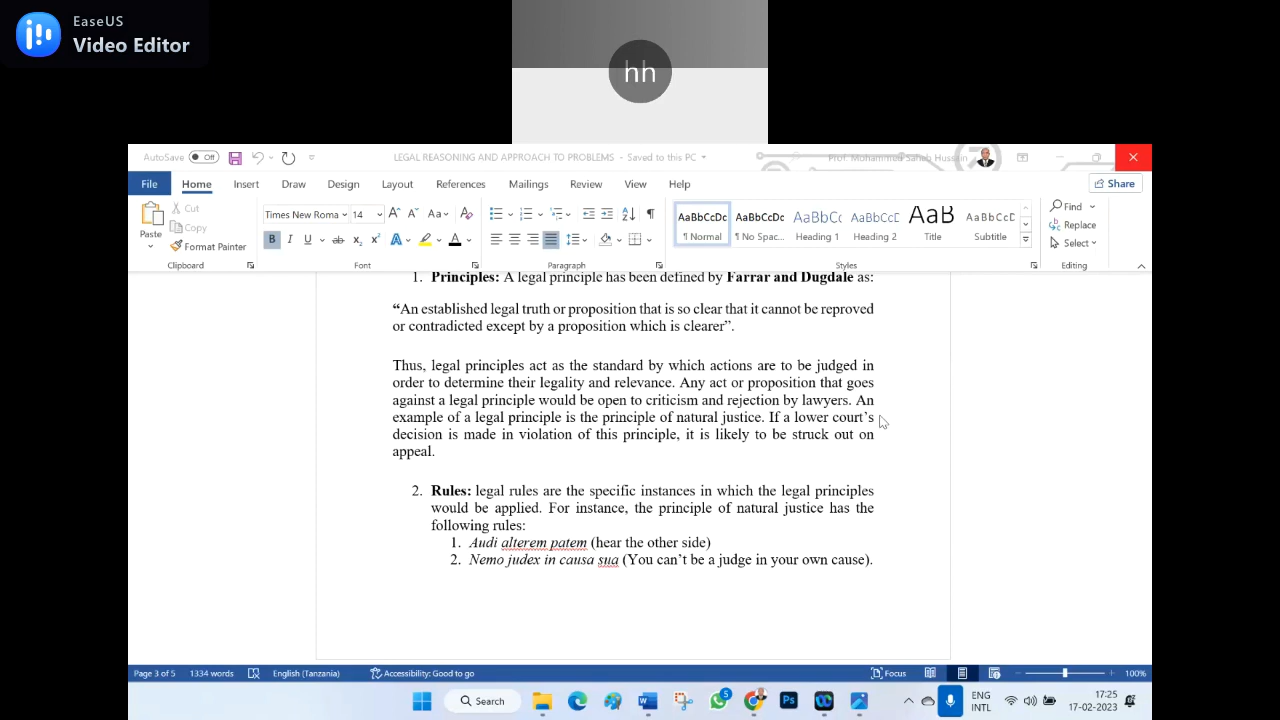 EaseUS
Video Editor
hh
AutoSave Off
LEGAL REASONING AND APPROACH TO PROBLEMS - Saved to this PC
File Home Insert Draw Design Layout References Mailings Review View Help
Share
Paste
Cut
Copy
Format Painter
Clipboard
Times New Roma 14
Font
Paragraph
AaBbCcDc AaBbCcDc AaBbC( AaBbCcD AaB AaBbCcD
¶ Normal ¶ No Spac... Heading 1 Heading 2 Title Subtitle
Styles
Find
Replace
Select
Editing
1. Principles: A legal principle has been defined by Farrar and Dugdale as:
“An established legal truth or proposition that is so clear that it cannot be reproved
or contradicted except by a proposition which is clearer”.
Thus, legal principles act as the standard by which actions are to be judged in
order to determine their legality and relevance. Any act or proposition that goes
against a legal principle would be open to criticism and rejection by lawyers. An
example of a legal principle is the principle of natural justice. If a lower court’s
decision is made in violation of this principle, it is likely to be struck out on
appeal.
2. Rules: legal rules are the specific instances in which the legal principles
would be applied. For instance, the principle of natural justice has the
following rules:
1. Audi alterem patem (hear the other side)
2. Nemo judex in causa sua (You can’t be a judge in your own cause).
Page 3 of 5 1334 words English (Tanzania) Accessibility: Good to go Focus 100%
Search
5
ENG
INTL
17:25
17-02-2023